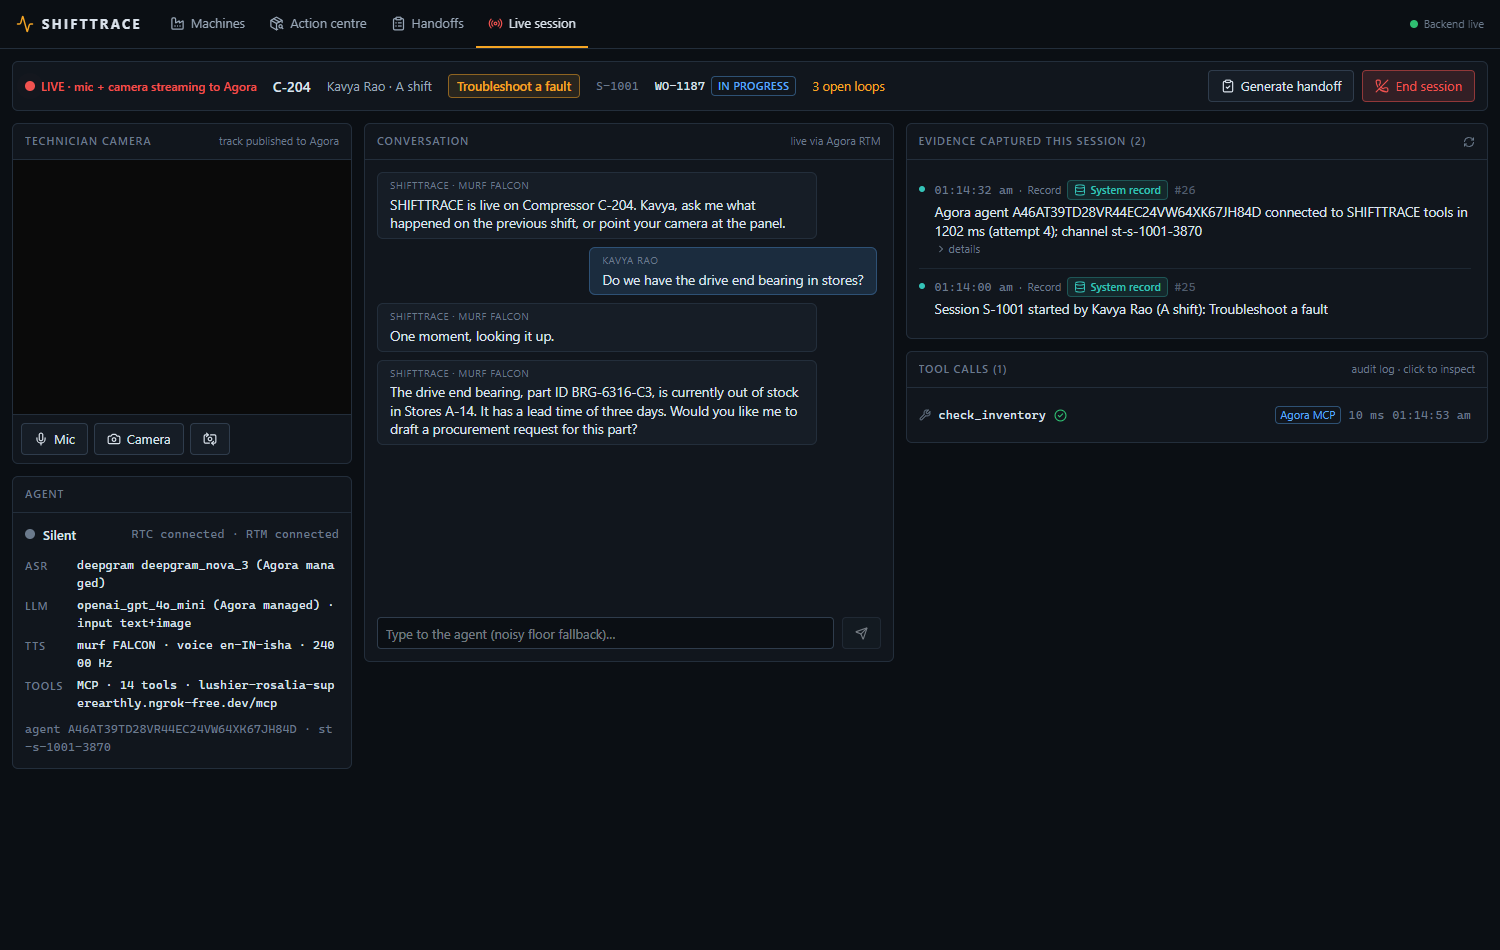 SHIFTTRACE
Machines
Action centre
Handoffs
Live session
Backend live
LIVE · mic + camera streaming to Agora
C-204
Kavya Rao · A shift
Troubleshoot a fault
S-1001
WO-1187
IN PROGRESS
3 open loops
Generate handoff
End session
TECHNICIAN CAMERA
track published to Agora
Mic
Camera
AGENT
Silent
RTC connected · RTM connected
ASR
deepgram deepgram_nova_3 (Agora mana
ged)
LLM
openai_gpt_4o_mini (Agora managed) ·
input text+image
TTS
murf FALCON · voice en-IN-isha · 240
00 Hz
TOOLS
MCP · 14 tools · lushier-rosalia-sup
erearthly.ngrok-free.dev/mcp
agent A46AT39TD28VR44EC24VW64XK67JH84D · st
-s-1001-3870
CONVERSATION
live via Agora RTM
SHIFTTRACE · MURF FALCON
SHIFTTRACE is live on Compressor C-204. Kavya, ask me what
happened on the previous shift, or point your camera at the panel.
KAVYA RAO
Do we have the drive end bearing in stores?
SHIFTTRACE · MURF FALCON
One moment, looking it up.
SHIFTTRACE · MURF FALCON
The drive end bearing, part ID BRG-6316-C3, is currently out of stock
in Stores A-14. It has a lead time of three days. Would you like me to
draft a procurement request for this part?
Type to the agent (noisy floor fallback)...
EVIDENCE CAPTURED THIS SESSION (2)
01:14:32 am · Record
System record
#26
Agora agent A46AT39TD28VR44EC24VW64XK67JH84D connected to SHIFTTRACE tools in
1202 ms (attempt 4); channel st-s-1001-3870
details
01:14:00 am · Record
System record
#25
Session S-1001 started by Kavya Rao (A shift): Troubleshoot a fault
TOOL CALLS (1)
audit log · click to inspect
check_inventory
Agora MCP
10 ms 01:14:53 am